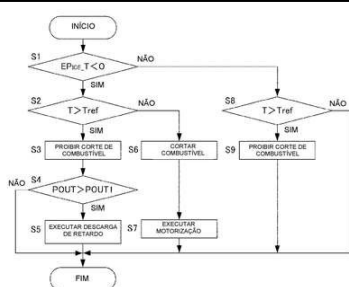 INÍCIO
S1
EPice_T<0
NÃO
SIM
S2
T>Tref
NÃO
SIM
S8
T>Tref
NÃO
SIM
S3
PROIBIR CORTE DE
COMBUSTÍVEL
S6
CORTAR
COMBUSTÍVEL
S9
PROIBIR CORTE DE
COMBUSTÍVEL
NÃO
S4
POUT>POUT1
SIM
S5
EXECUTAR DESCARGA
DE RETARDO
S7
EXECUTAR
MOTORIZAÇÃO
FIM